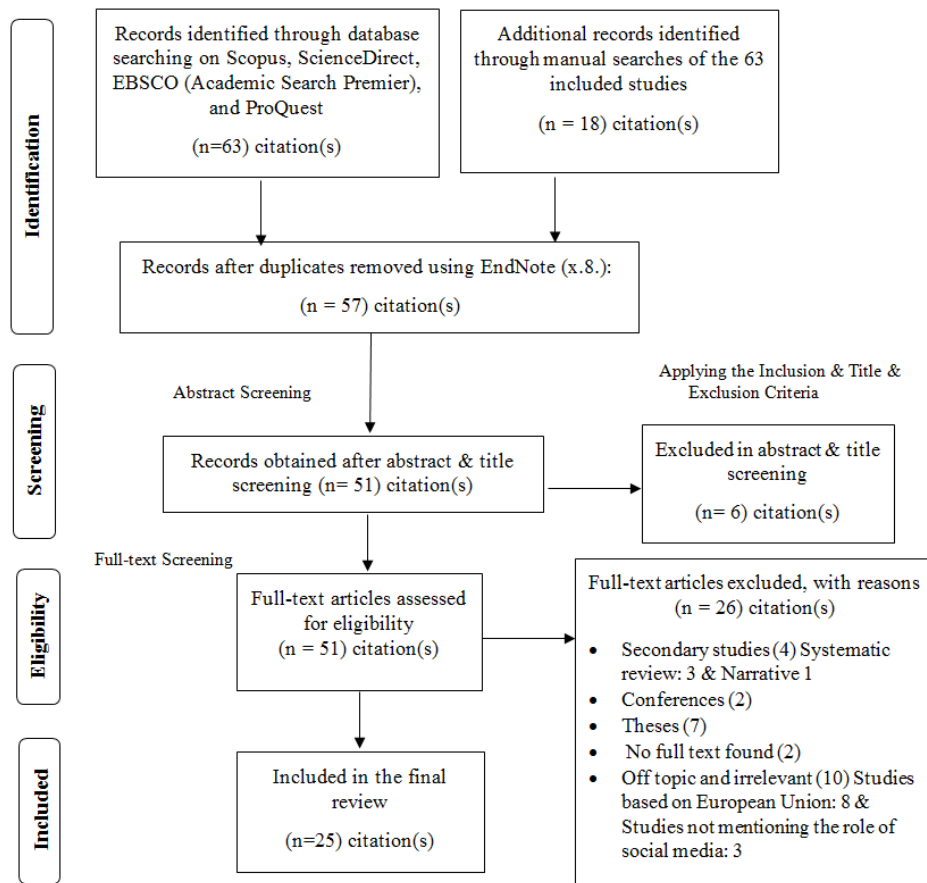 Identification
Records identified through database
searching on Scopus, ScienceDirect,
EBSCO (Academic Search Premier),
and ProQuest
(n=63) citation(s)
Additional records identified
through manual searches of the 63
included studies
(n = 18) citation(s)
Records after duplicates removed using EndNote (x.8.):
(n = 57) citation(s)
Screening
Abstract Screening
Applying the Inclusion & Title &
Exclusion Criteria
Records obtained after abstract & title
screening (n= 51) citation(s)
Excluded in abstract & title
screening
(n= 6) citation(s)
Full-text Screening
Eligibility
Full-text articles assessed
for eligibility
(n = 51) citation(s)
Full-text articles excluded, with reasons
(n = 26) citation(s)
• Secondary studies (4) Systematic
review: 3 & Narrative 1
• Conferences (2)
• Theses (7)
• No full text found (2)
• Off topic and irrelevant (10) Studies
based on European Union: 8 &
Studies not mentioning the role of
social media: 3
Included
Included in the final
review
(n=25) citation(s)